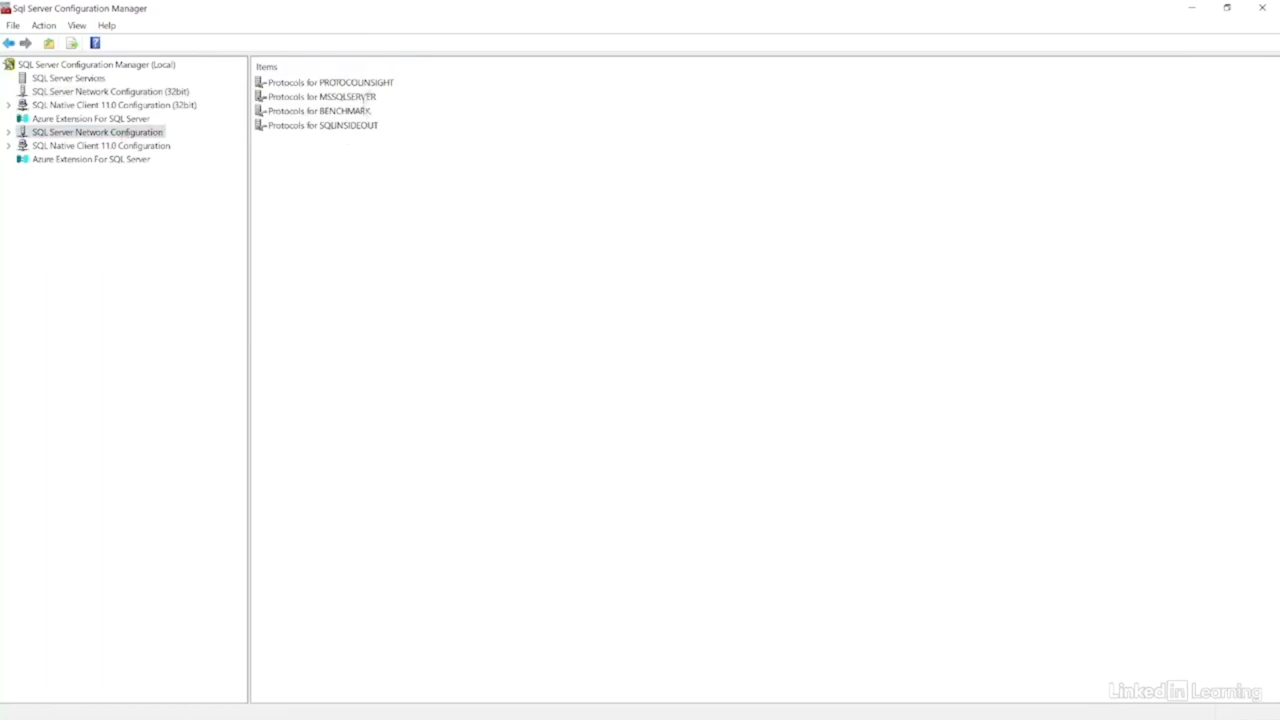 Sql Server Configuration Manager
File Action View Help
SQL Server Configuration Manager (Local)
SQL Server Services
SQL Server Network Configuration (32bit)
SQL Native Client 11.0 Configuration (32bit)
Azure Extension For SQL Server
SQL Server Network Configuration
SQL Native Client 11.0 Configuration
Azure Extension For SQL Server
Items
Protocols for PROTOCOLINSIGHT
Protocols for MSSQLSERVER
Protocols for BENCHMARK
Protocols for SQLINSIDEOUT
LinkedIn Learning